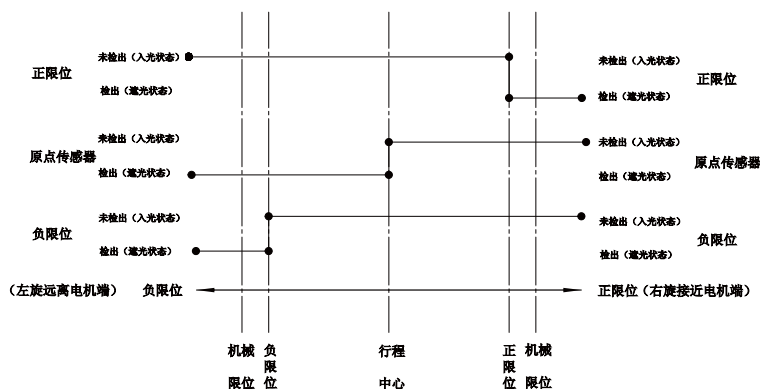 未检出（入光状态）
正限位
检出（遮光状态）
未检出（入光状态）
正限位
检出（遮光状态）
未检出（入光状态）
原点传感器
检出（遮光状态）
未检出（入光状态）
原点传感器
检出（遮光状态）
未检出（入光状态）
负限位
检出（遮光状态）
未检出（入光状态）
负限位
检出（遮光状态）
（左旋远离电机端） 负限位
正限位（右旋接近电机端）
机械
限位
负限位
行程
中心
正限位
机械
限位